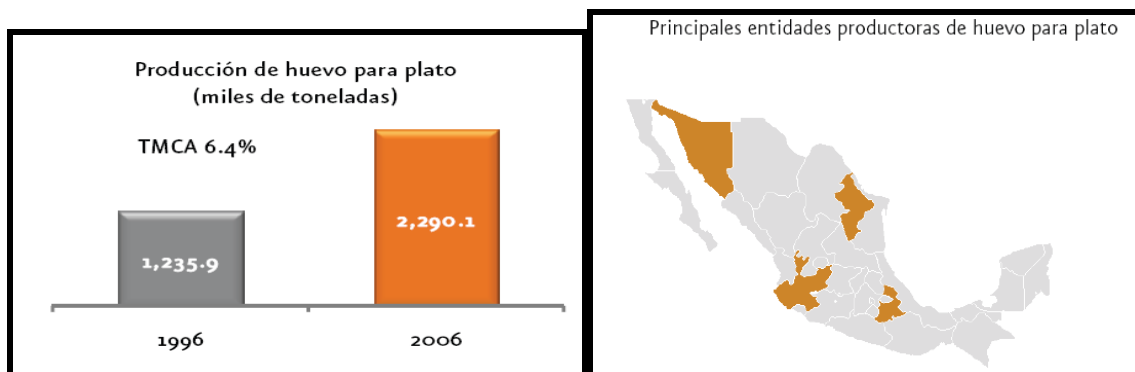 Producción de huevo para plato
(miles de toneladas)
TMCA 6.4%
1,235.9
2,290.1
1996
2006
Principales entidades productoras de huevo para plato